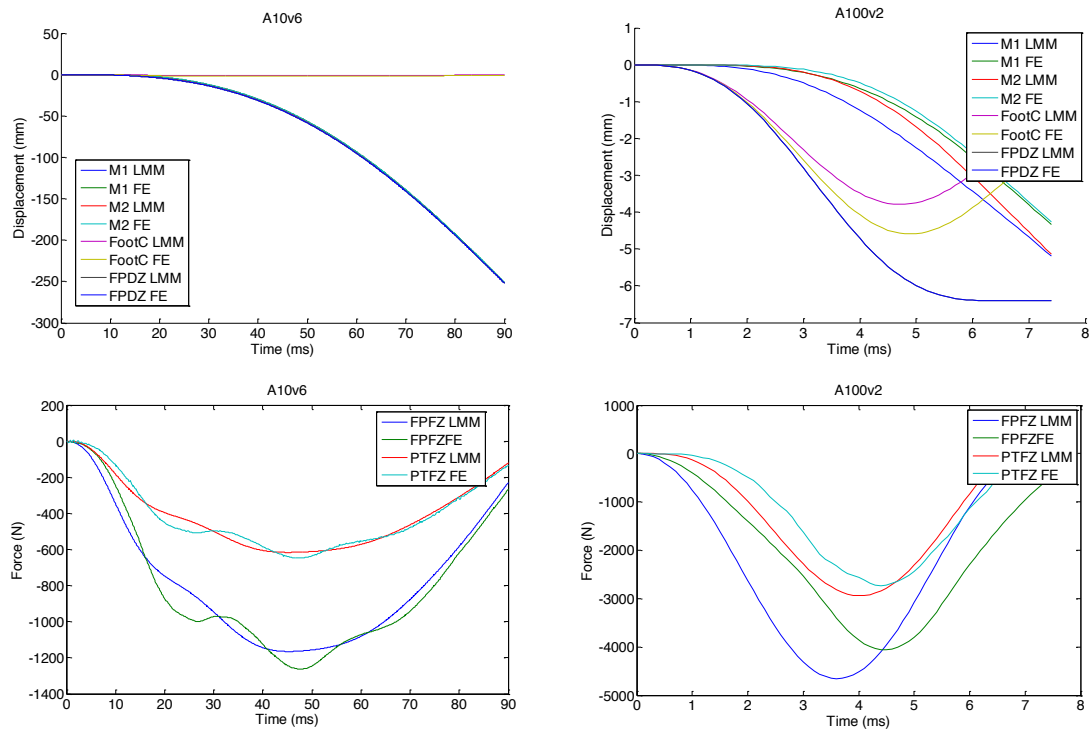 A10v6
50
0
-50
-100
-150
-200
-250
-300
Displacement (mm)
M1 LMM
M1 FE
M2 LMM
M2 FE
FootC LMM
FootC FE
FPDZ LMM
FPDZ FE
0 10 20 30 40 50 60 70 80 90
Time (ms)
A100v2
1
0
-1
-2
-3
-4
-5
-6
-7
Displacement (mm)
M1 LMM
M1 FE
M2 LMM
M2 FE
FootC LMM
FootC FE
FPDZ LMM
FPDZ FE
0 1 2 3 4 5 6 7 8
Time (ms)
A10v6
200
0
-200
-400
-600
-800
-1000
-1200
-1400
Force (N)
FPFZ LMM
FPFZFE
PTFZ LMM
PTFZ FE
0 10 20 30 40 50 60 70 80 90
Time (ms)
A100v2
1000
0
-1000
-2000
-3000
-4000
-5000
Force (N)
FPFZ LMM
FPFZFE
PTFZ LMM
PTFZ FE
0 1 2 3 4 5 6 7 8
Time (ms)